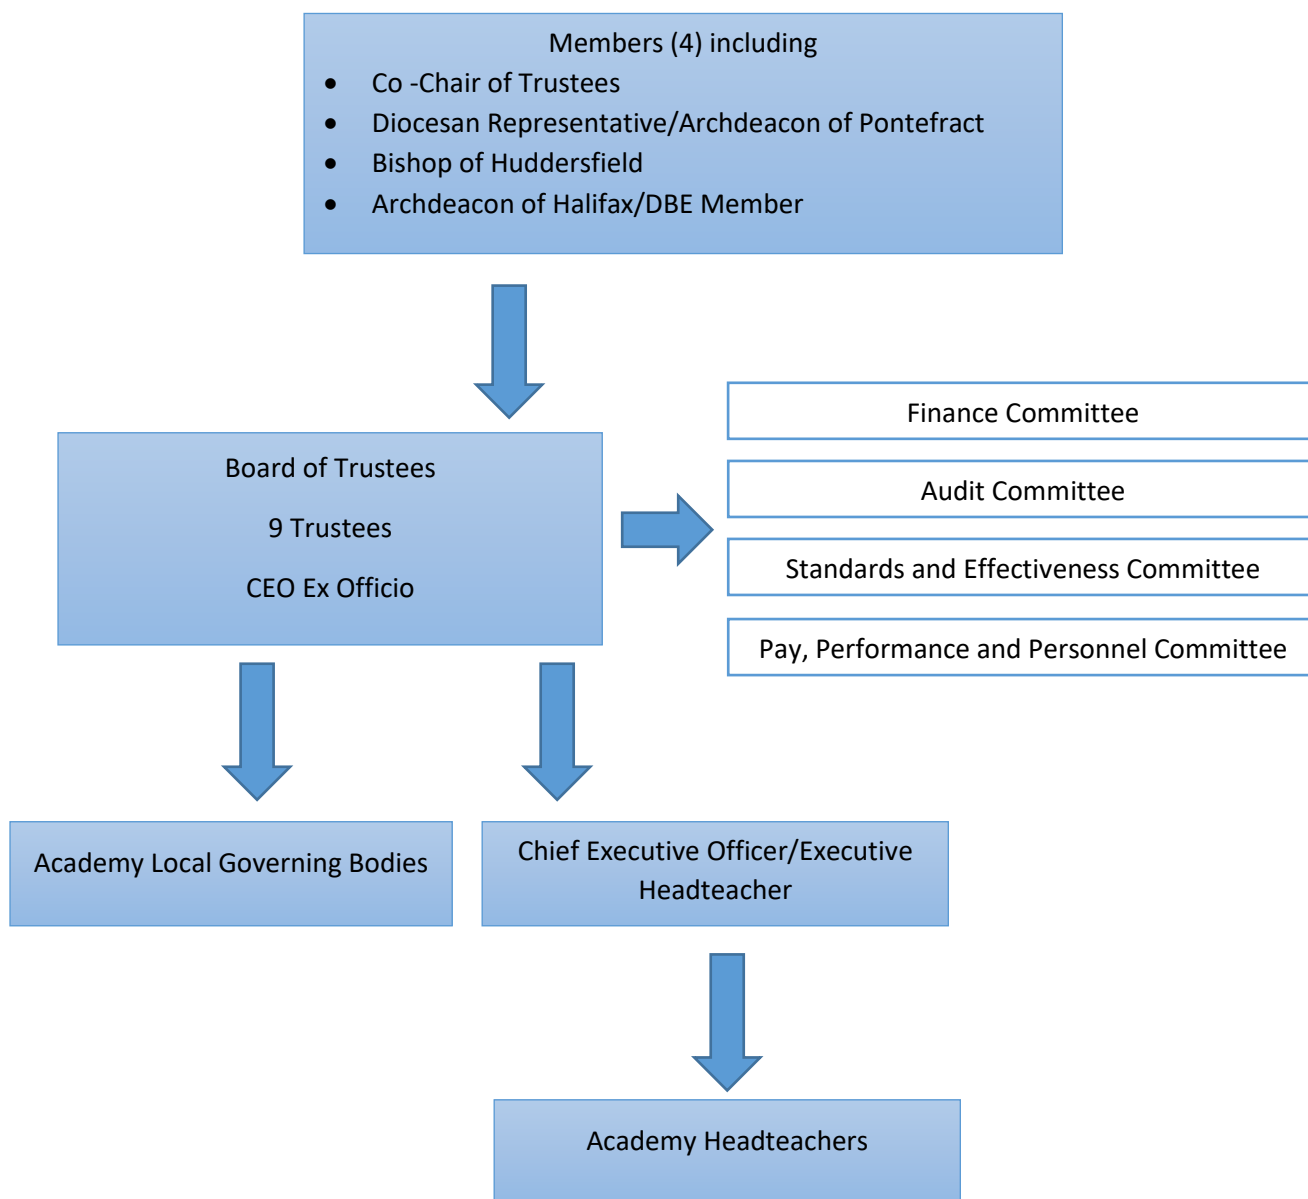 Members (4) including
• Co -Chair of Trustees
• Diocesan Representative/Archdeacon of Pontefract
• Bishop of Huddersfield
• Archdeacon of Halifax/DBE Member
Finance Committee
Board of Trustees
9 Trustees
CEO Ex Officio
Audit Committee
Standards and Effectiveness Committee
Pay, Performance and Personnel Committee
Academy Local Governing Bodies
Chief Executive Officer/Executive
Headteacher
Academy Headteachers